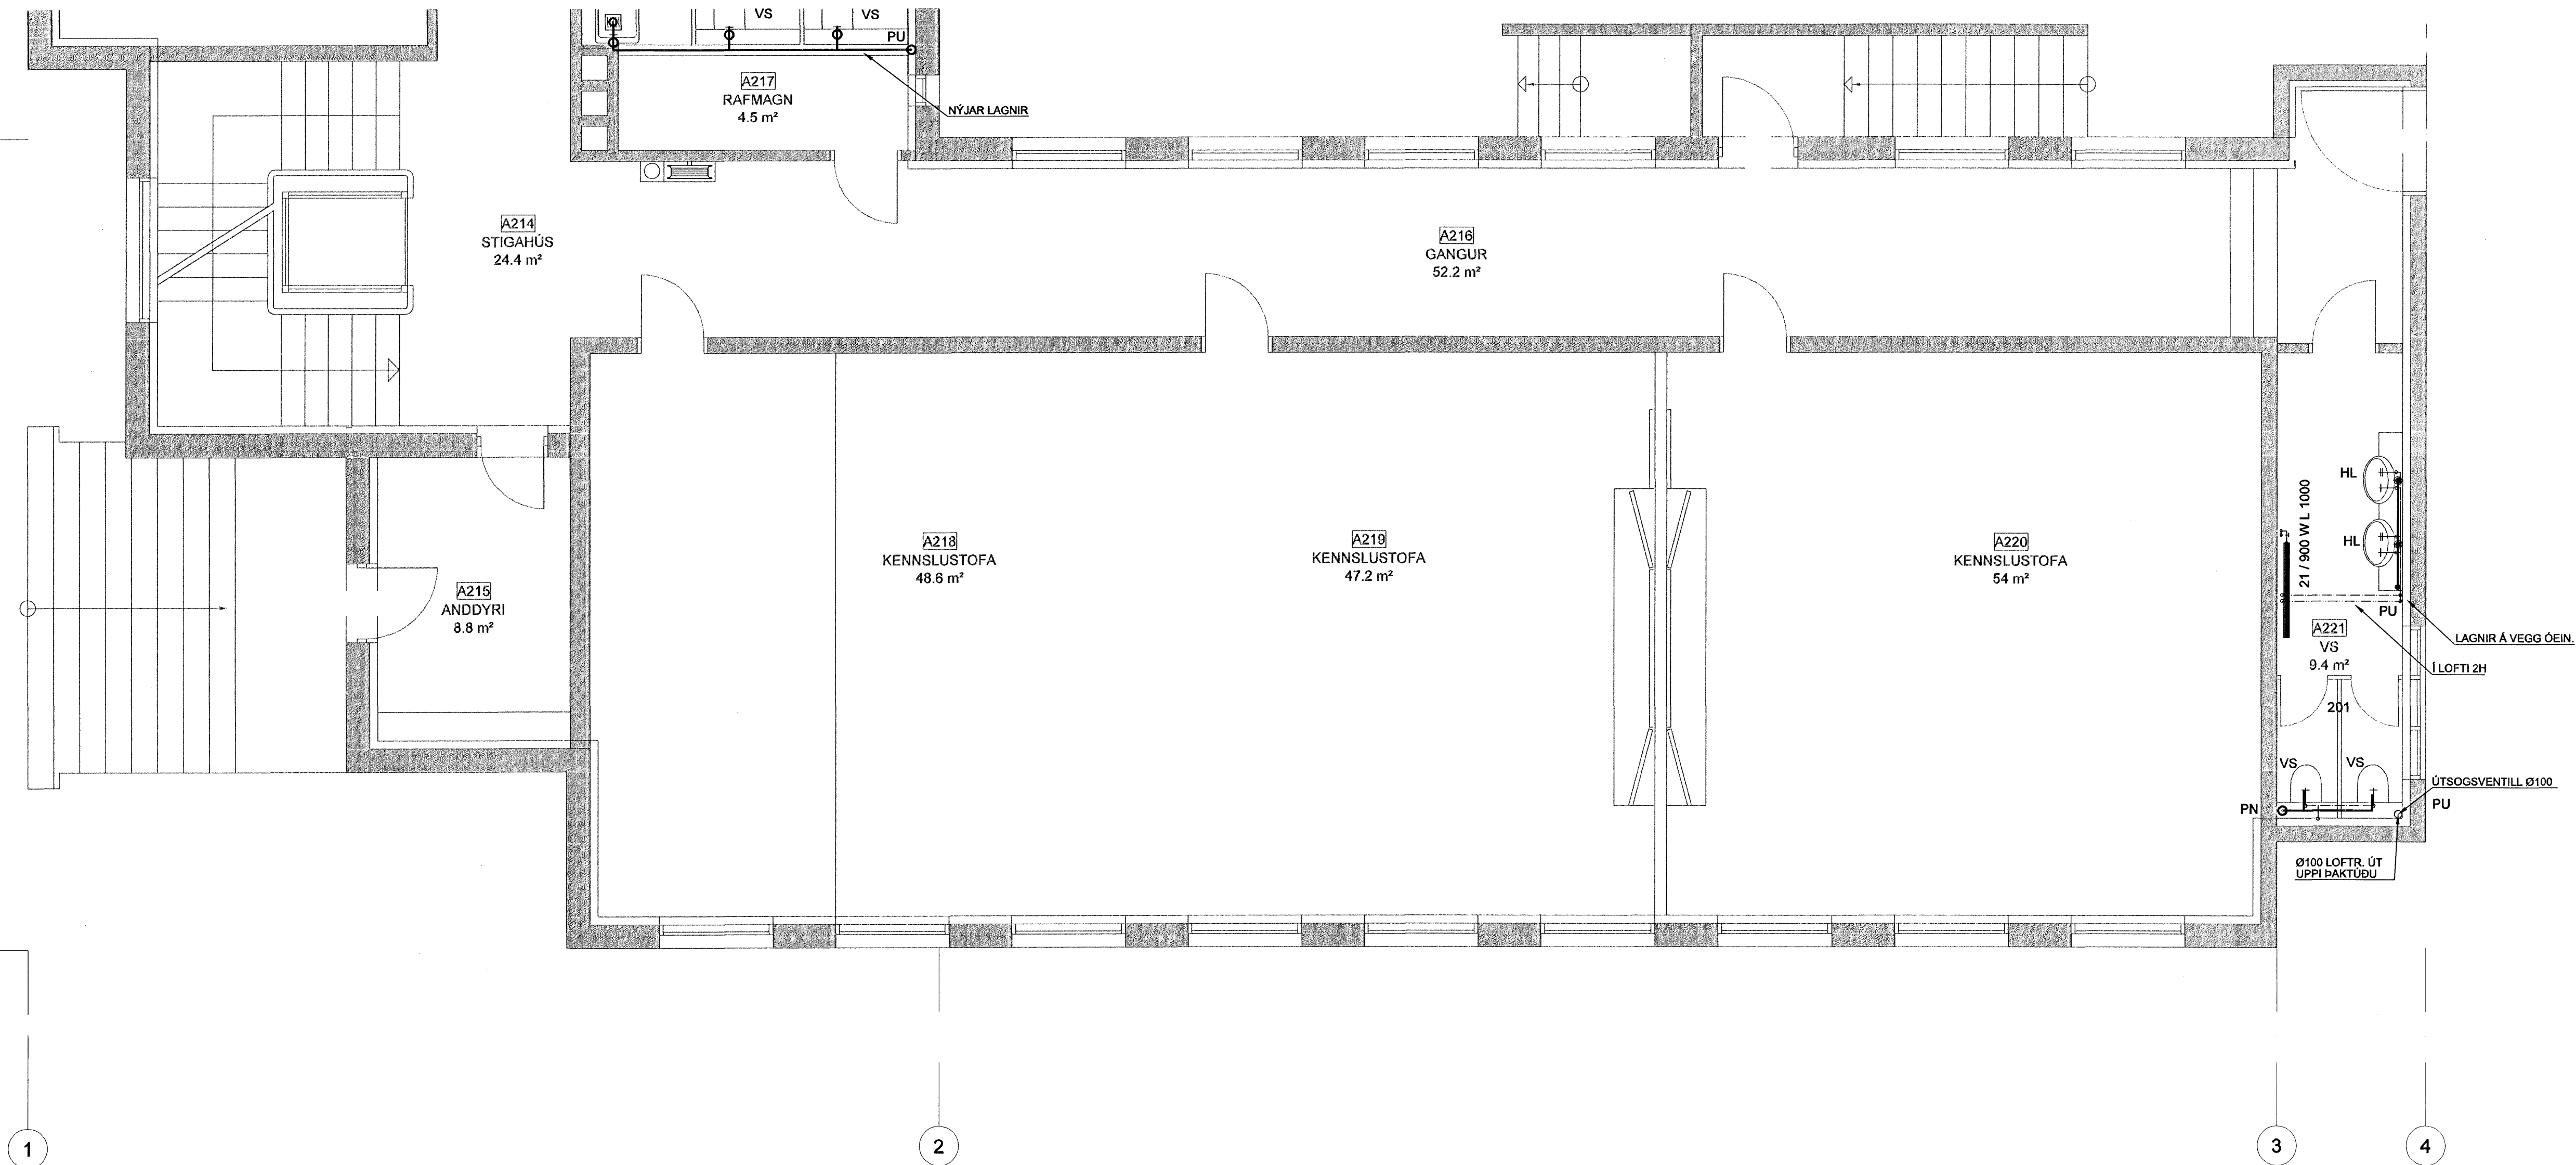 VS
VS
PU
A217
RAFMAGN
4.5 m²
NÝJAR LAGNIR
A214
STIGAHÚS
24.4 m²
A216
GANGUR
52.2 m²
A218
KENNSLUSTOFA
48.6 m²
A219
KENNSLUSTOFA
47.2 m²
A220
KENNSLUSTOFA
54 m²
A215
ANDDYRI
8.8 m²
HL
HL
21 / 900 W L 1000
PU
A221
VS
9.4 m²
LAGNIR Á VEGG ÓEIN.
Í LOFTI 2H
201
VS
VS
ÚTSOGSVENTILL Ø100
PU
PN
Ø100 LOFTR. ÚT
UPPI ÞAKTÚÐU
1
2
3
4